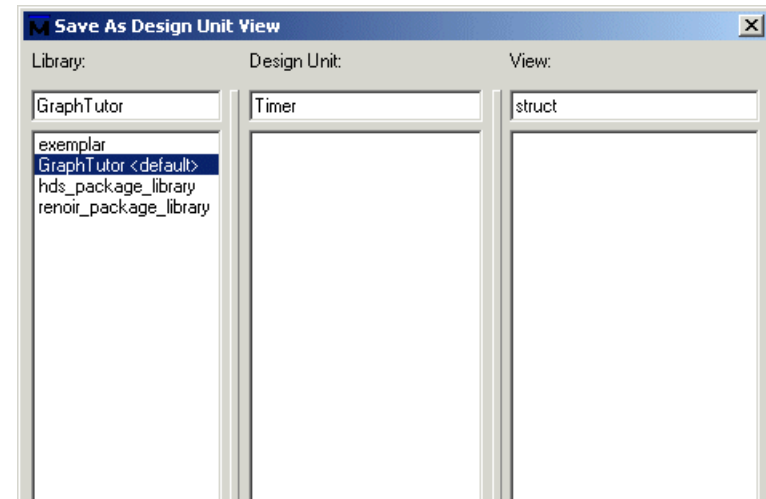 Save As Design Unit View
Library:
Design Unit:
View:
GraphTutor
Timer
struct
exemplar
GraphTutor <default>
hds_package_library
renoir_package_library